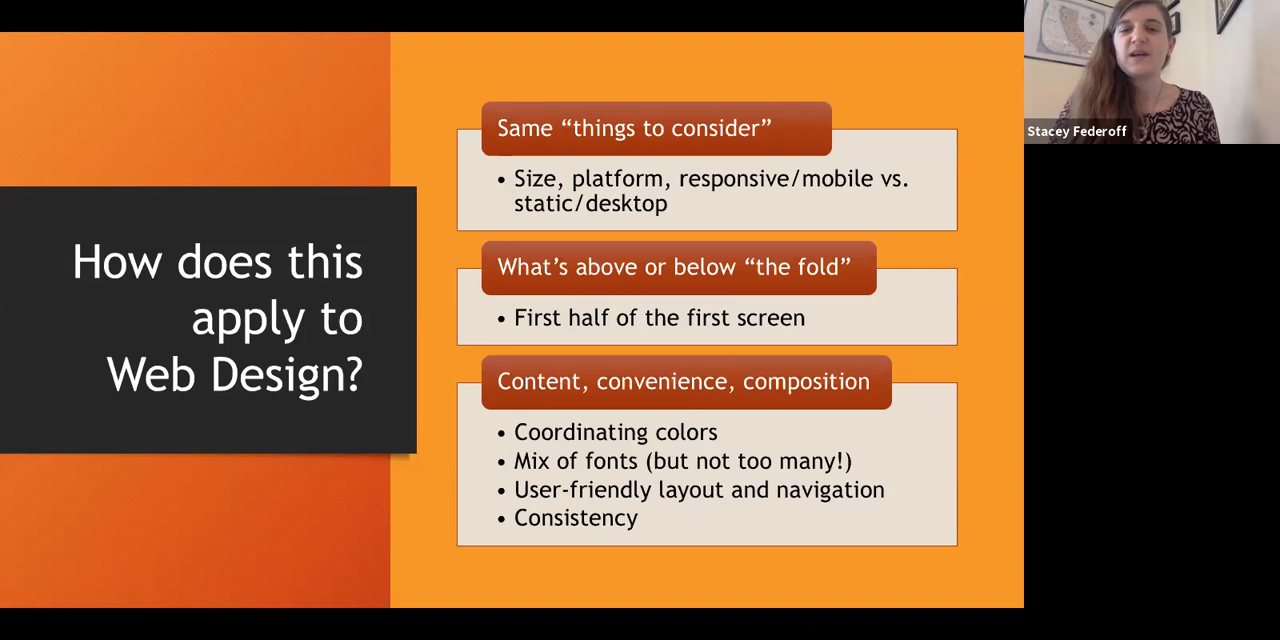 How does this
apply to
Web Design?
Same “things to consider”
• Size, platform, responsive/mobile vs.
static/desktop
What’s above or below “the fold”
• First half of the first screen
Content, convenience, composition
• Coordinating colors
• Mix of fonts (but not too many!)
• User-friendly layout and navigation
• Consistency
Stacey Federoff